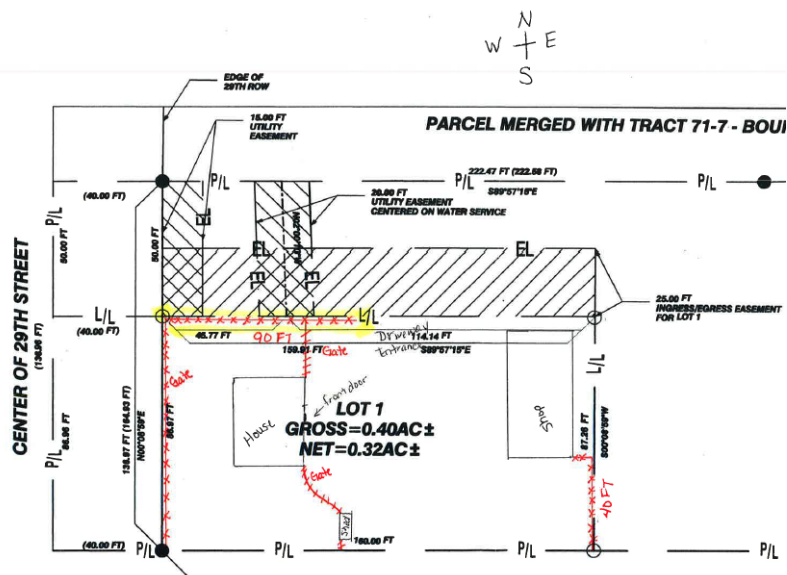 N
W E
S
EDGE OF
29TH ROW
15.00 FT
UTILITY
EASEMENT
PARCEL MERGED WITH TRACT 71-7 - BOU
(40.00 FT)
P/L
P/L
222.47 FT (222.58 FT)
S89°57'15"E
P/L
P/L
50.00 FT
50.00 FT
EL
20.00 FT
UTILITY EASEMENT
CENTERED ON WATER SERVICE
EL
EL
EL
EL
25.00 FT
INGRESS/EGRESS EASEMENT
FOR LOT 1
CENTER OF 29TH STREET
L/L
(40.00 FT)
L/L
45.77 FT
90 FT
Driveway
Entrance
114.14 FT
159.91 FT
S89°57'15"E
Gate
Gate
L/L
front door
House
LOT 1
GROSS=0.40AC±
NET=0.32AC±
Shop
87.26 FT
S00°08'59"W
N00°08'59"E
P/L
Gate
Shed
40 FT
(40.00 FT)
P/L
P/L
160.00 FT
P/L
P/L